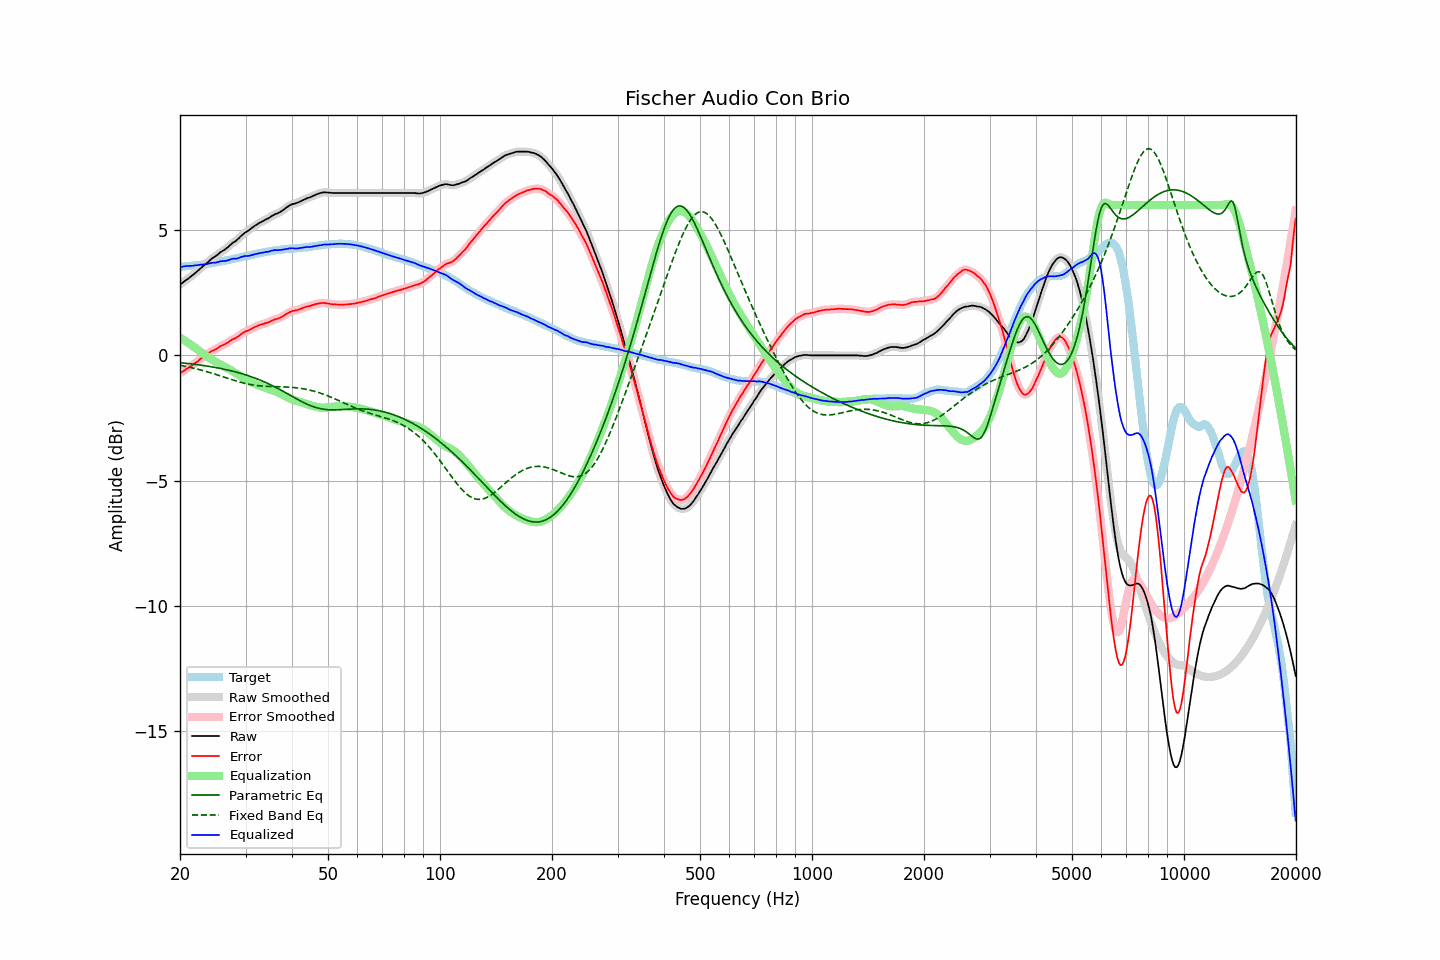 Fischer Audio Con Brio
Amplitude (dBr)
5
0
−5
−10
−15
Target
Raw Smoothed
Error Smoothed
Raw
Error
Equalization
Parametric Eq
Fixed Band Eq
Equalized
20 50 100 200 500 1000 2000 5000 10000 20000
Frequency (Hz)